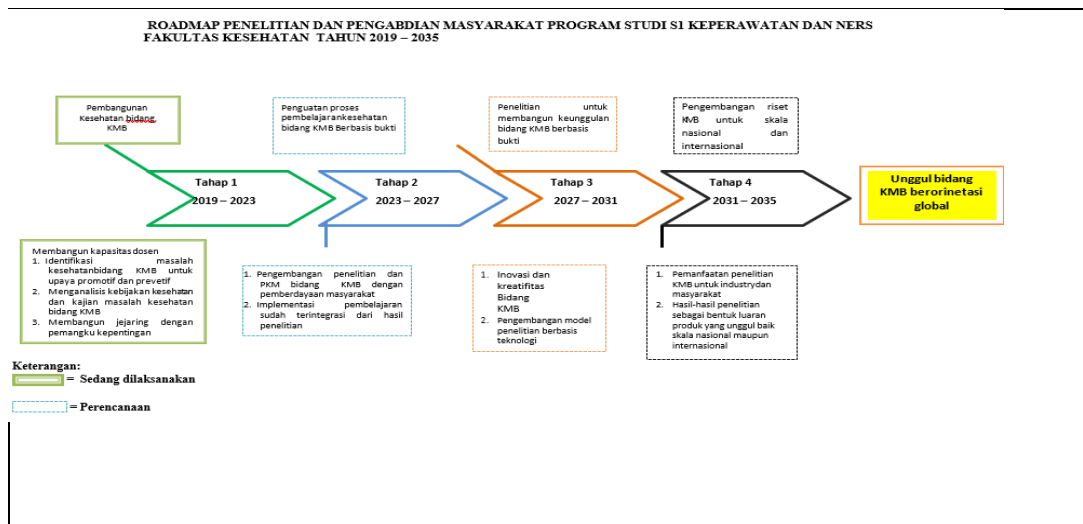 ROADMAP PENELITIAN DAN PENGABDIAN MASYARAKAT PROGRAM STUDI S1 KEPERAWATAN DAN NERS
FAKULTAS KESEHATAN TAHUN 2019 – 2035
Pembangunan
Kesehatan bidang
KMB
Penguatan proses
pembelajarankesehatan
bidang KMB Berbasis bukti
Penelitian untuk
membangun keunggulan
bidang KMB berbasis
bukti
Pengembangan riset
KMB untuk skala
nasional dan
internasional
Tahap 1
2019 – 2023
Tahap 2
2023 – 2027
Tahap 3
2027 – 2031
Tahap 4
2031 – 2035
Unggul bidang
KMB berorinetasi
global
Membangun kapasitas dosen
1. Identifikasi masalah
kesehatanbidang KMB untuk
upaya promotif dan prevetif
2. Menganalisis kebijakan kesehatan
dan kajian masalah kesehatan
bidang KMB
3. Membangun jejaring dengan
pemangku kepentingan
1. Pengembangan penelitian dan
PKM bidang KMB dengan
pemberdayaan masyarakat
2. Implementasi pembelajaran
sudah terintegrasi dari hasil
penelitian
1. Inovasi dan
kreatifitas
Bidang
KMB
2. Pengembangan model
penelitian berbasis
teknologi
1. Pemanfaatan penelitian
KMB untuk industrydan
masyarakat
2. Hasil-hasil penelitian
sebagai bentuk luaran
produk yang unggul baik
skala nasional maupun
internasional
Keterangan:
= Sedang dilaksanakan
= Perencanaan